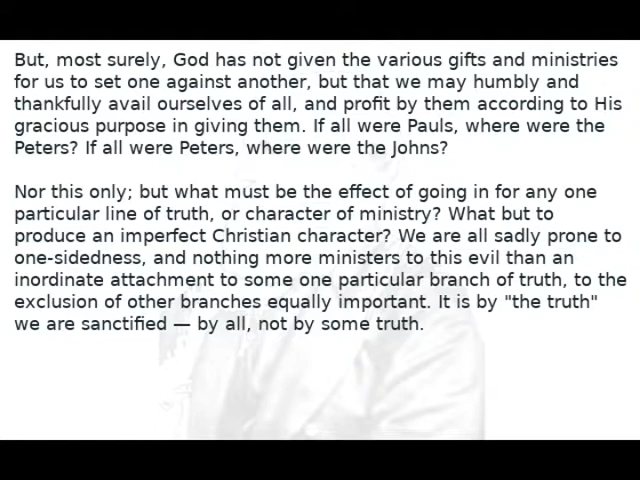 But, most surely, God has not given the various gifts and ministries
for us to set one against another, but that we may humbly and
thankfully avail ourselves of all, and profit by them according to His
gracious purpose in giving them. If all were Pauls, where were the
Peters? If all were Peters, where were the Johns?
Nor this only; but what must be the effect of going in for any one
particular line of truth, or character of ministry? What but to
produce an imperfect Christian character? We are all sadly prone to
one-sidedness, and nothing more ministers to this evil than an
inordinate attachment to some one particular branch of truth, to the
exclusion of other branches equally important. It is by "the truth"
we are sanctified — by all, not by some truth.